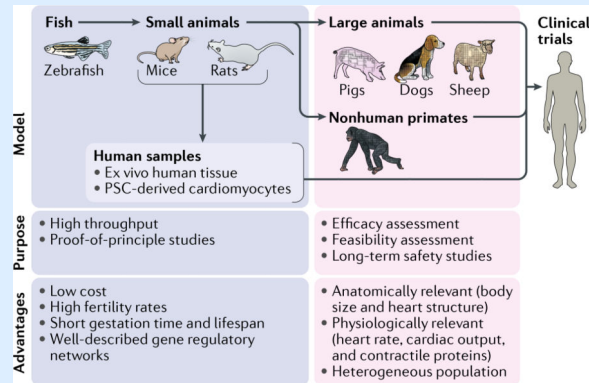 Fish
Small animals
Large animals
Clinical
trials
Zebrafish
Mice
Rats
Pigs
Dogs
Sheep
Nonhuman primates
Model
Human samples
• Ex vivo human tissue
• PSC-derived cardiomyocytes
Purpose
• High throughput
• Proof-of-principle studies
• Efficacy assessment
• Feasibility assessment
• Long-term safety studies
Advantages
• Low cost
• High fertility rates
• Short gestation time and lifespan
• Well-described gene regulatory
networks
• Anatomically relevant (body
size and heart structure)
• Physiologically relevant
(heart rate, cardiac output,
and contractile proteins)
• Heterogeneous population